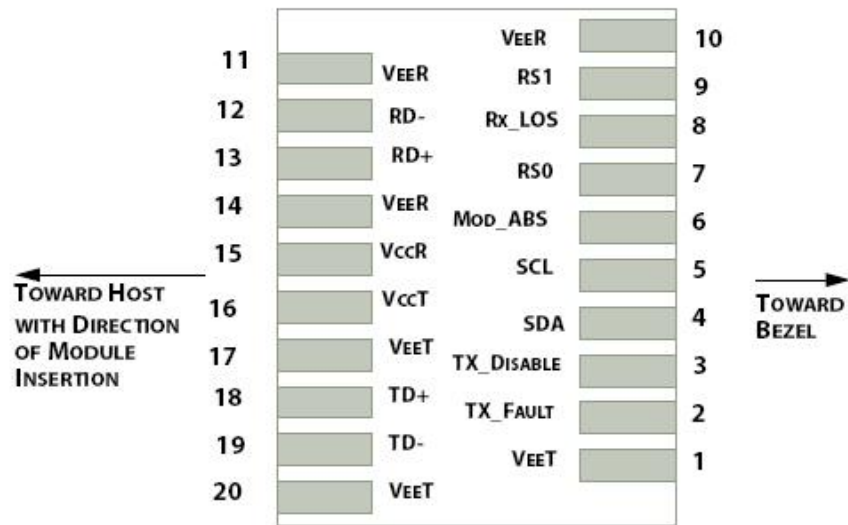 11 VEER
12 RD-
13 RD+
14 VEER
15 VCCR
16 VCCT
17 VEET
18 TD+
19 TD-
20 VEET
VEER 10
RS1 9
RX_LOS 8
RS0 7
MOD_ABS 6
SCL 5
SDA 4
TX_DISABLE 3
TX_FAULT 2
VEET 1
TOWARD HOST
WITH DIRECTION
OF MODULE
INSERTION
TOWARD
BEZEL